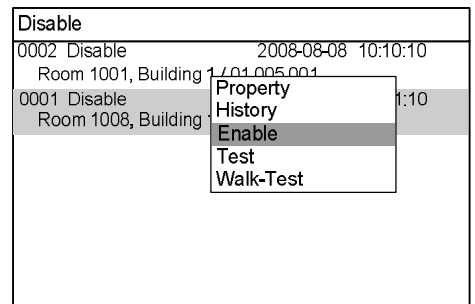 Disable
0002 Disable 2008-08-08 10:10:10
Room 1001, Building 1 / 01.005.001
0001 Disable 1:10
Room 1008, Building
Property
History
Enable
Test
Walk-Test